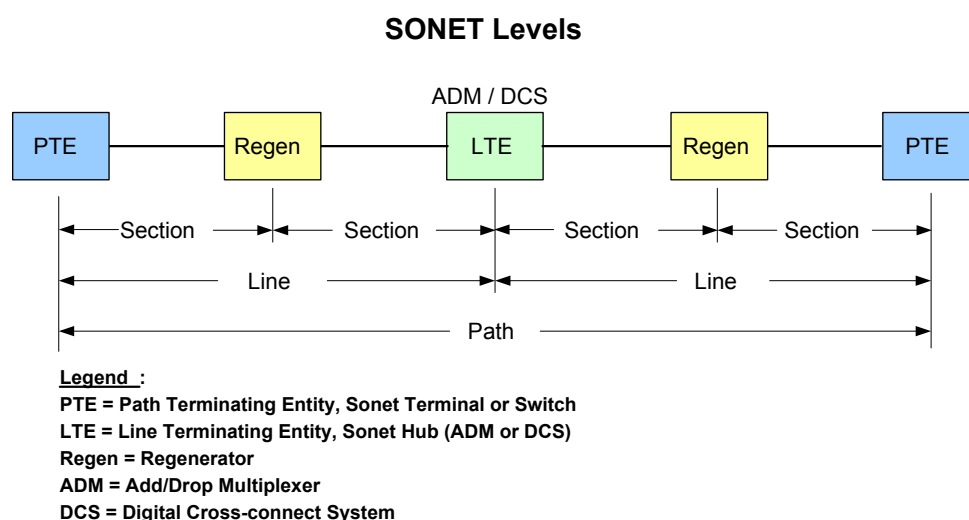 SONET Levels
ADM / DCS
PTE Regen LTE Regen PTE
Section Section Section Section
Line Line
Path
Legend :
PTE = Path Terminating Entity, Sonet Terminal or Switch
LTE = Line Terminating Entity, Sonet Hub (ADM or DCS)
Regen = Regenerator
ADM = Add/Drop Multiplexer
DCS = Digital Cross-connect System